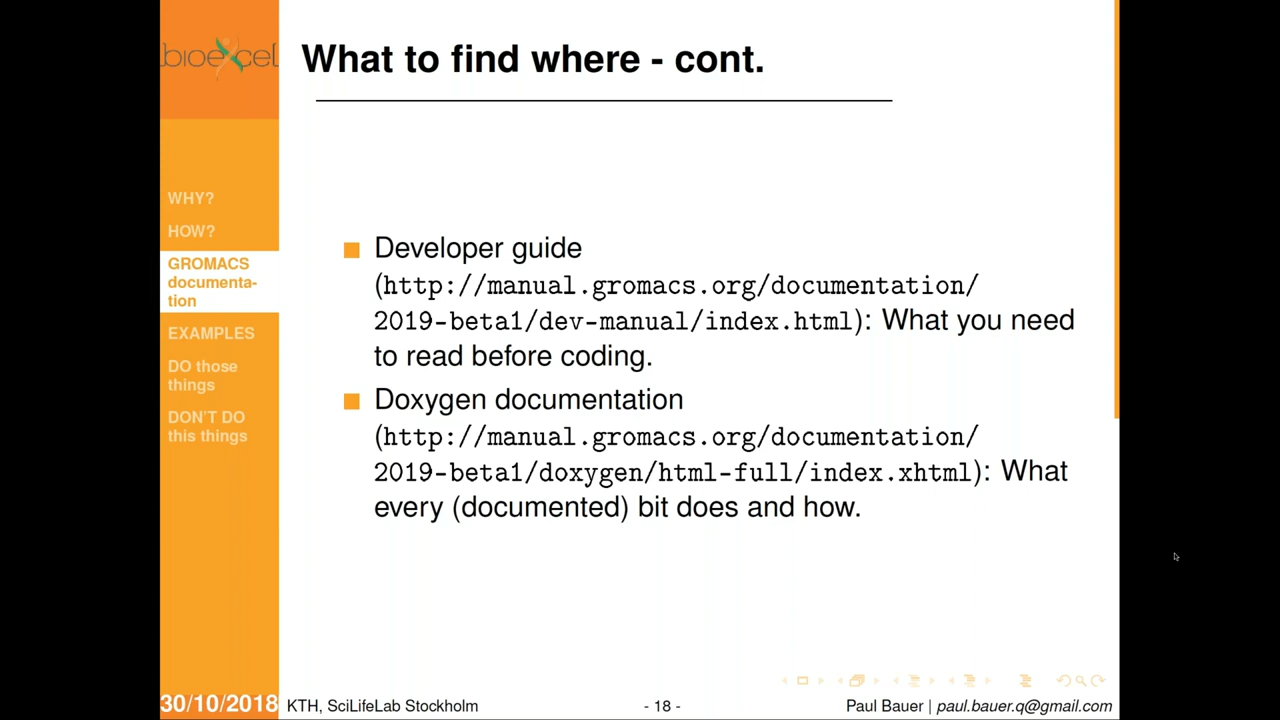 bioexcel
What to find where - cont.
WHY?
HOW?
GROMACS
documenta-
tion
EXAMPLES
DO those
things
DON'T DO
this things
Developer guide
(http://manual.gromacs.org/documentation/
2019-beta1/dev-manual/index.html): What you need
to read before coding.
Doxygen documentation
(http://manual.gromacs.org/documentation/
2019-beta1/doxygen/html-full/index.xhtml): What
every (documented) bit does and how.
30/10/2018
KTH, SciLifeLab Stockholm
- 18 -
Paul Bauer | paul.bauer.q@gmail.com